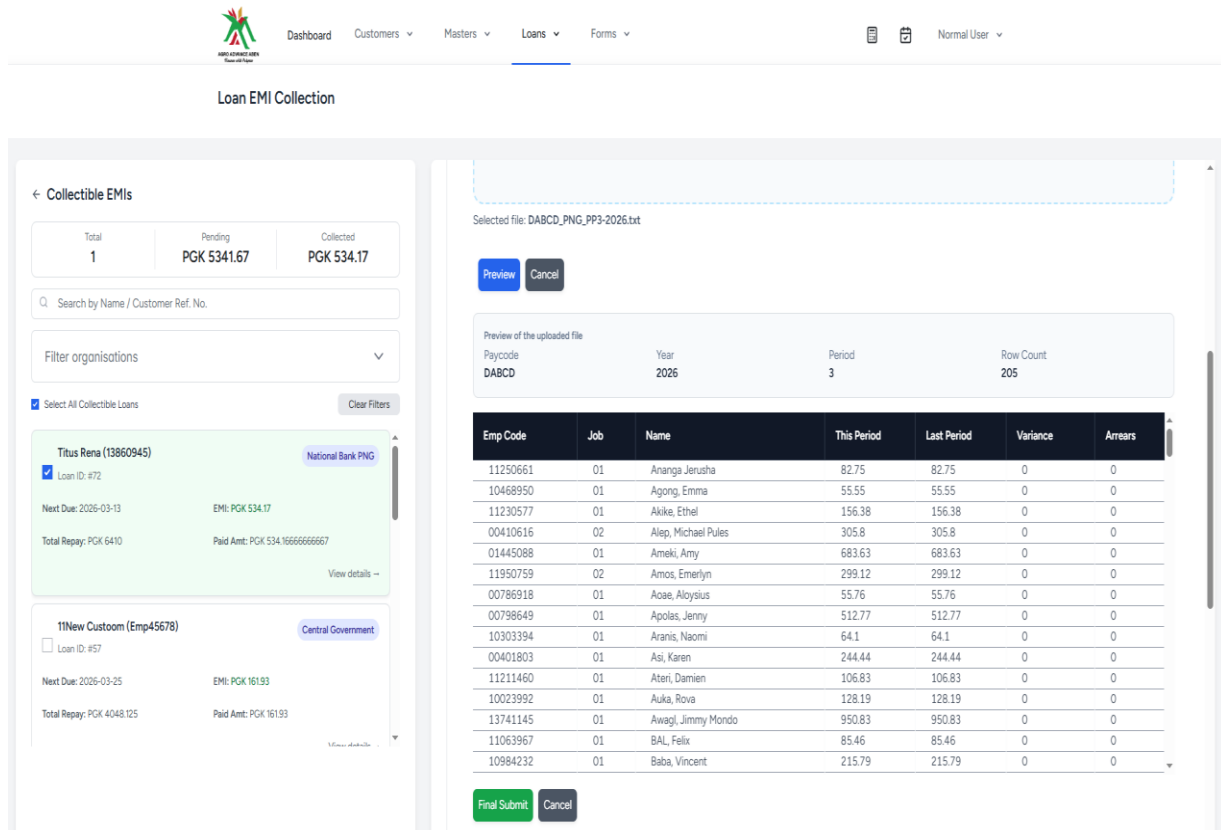 AGRO ADVANCE ABEN
Dashboard Customers Masters Loans Forms Normal User
Loan EMI Collection
← Collectible EMIs
Total Pending Collected
1 PGK 5341.67 PGK 534.17
Search by Name / Customer Ref. No.
Filter organisations
Select All Collectible Loans Clear Filters
Titus Rena (13860945) National Bank PNG
Loan ID: #72
Next Due: 2026-03-13 EMI: PGK 534.17
Total Repay: PGK 6410 Paid Amt: PGK 534.16666666667
View details →
11New Custoom (Emp45678) Central Government
Loan ID: #57
Next Due: 2026-03-25 EMI: PGK 161.93
Total Repay: PGK 4048.125 Paid Amt: PGK 161.93
View details
Selected file: DABCD_PNG_PP3-2026.txt
Preview Cancel
Preview of the uploaded file
Paycode Year Period Row Count
DABCD 2026 3 205
Emp Code Job Name This Period Last Period Variance Arrears
11250661 01 Ananga Jerusha 82.75 82.75 0 0
10468950 01 Agong, Emma 55.55 55.55 0 0
11230577 01 Akike, Ethel 156.38 156.38 0 0
00410616 02 Alep, Michael Pules 305.8 305.8 0 0
01445088 01 Ameki, Amy 683.63 683.63 0 0
11950759 02 Amos, Emerlyn 299.12 299.12 0 0
00786918 01 Aoae, Aloysius 55.76 55.76 0 0
00798649 01 Apolas, Jenny 512.77 512.77 0 0
10303394 01 Aranis, Naomi 64.1 64.1 0 0
00401803 01 Asi, Karen 244.44 244.44 0 0
11211460 01 Ateri, Damien 106.83 106.83 0 0
10023992 01 Auka, Rova 128.19 128.19 0 0
13741145 01 Awagl, Jimmy Mondo 950.83 950.83 0 0
11063967 01 BAL, Felix 85.46 85.46 0 0
10984232 01 Baba, Vincent 215.79 215.79 0 0
Final Submit Cancel